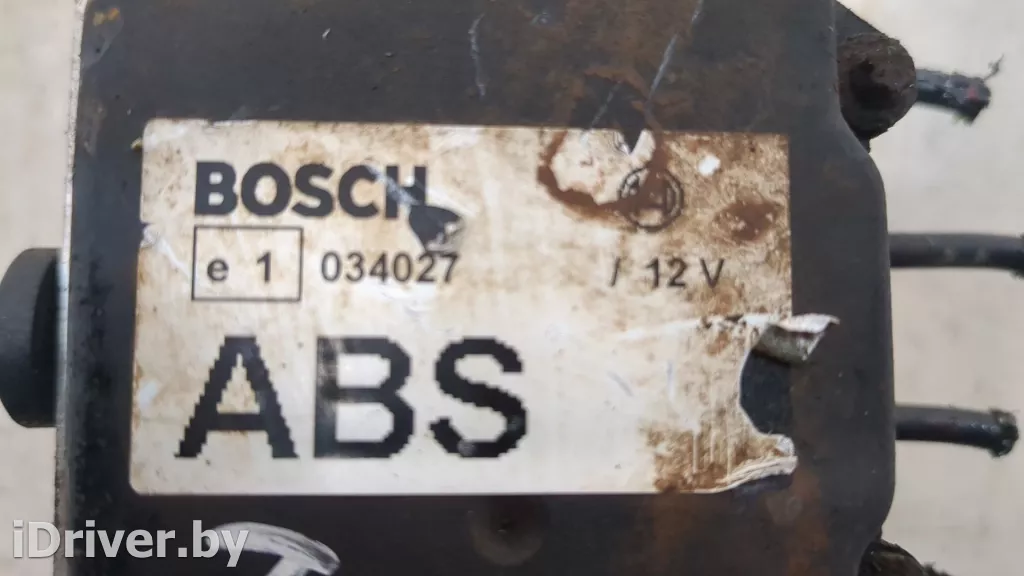 BOSCH
e 1 034027 / 12 V
ABS
iDriver.by